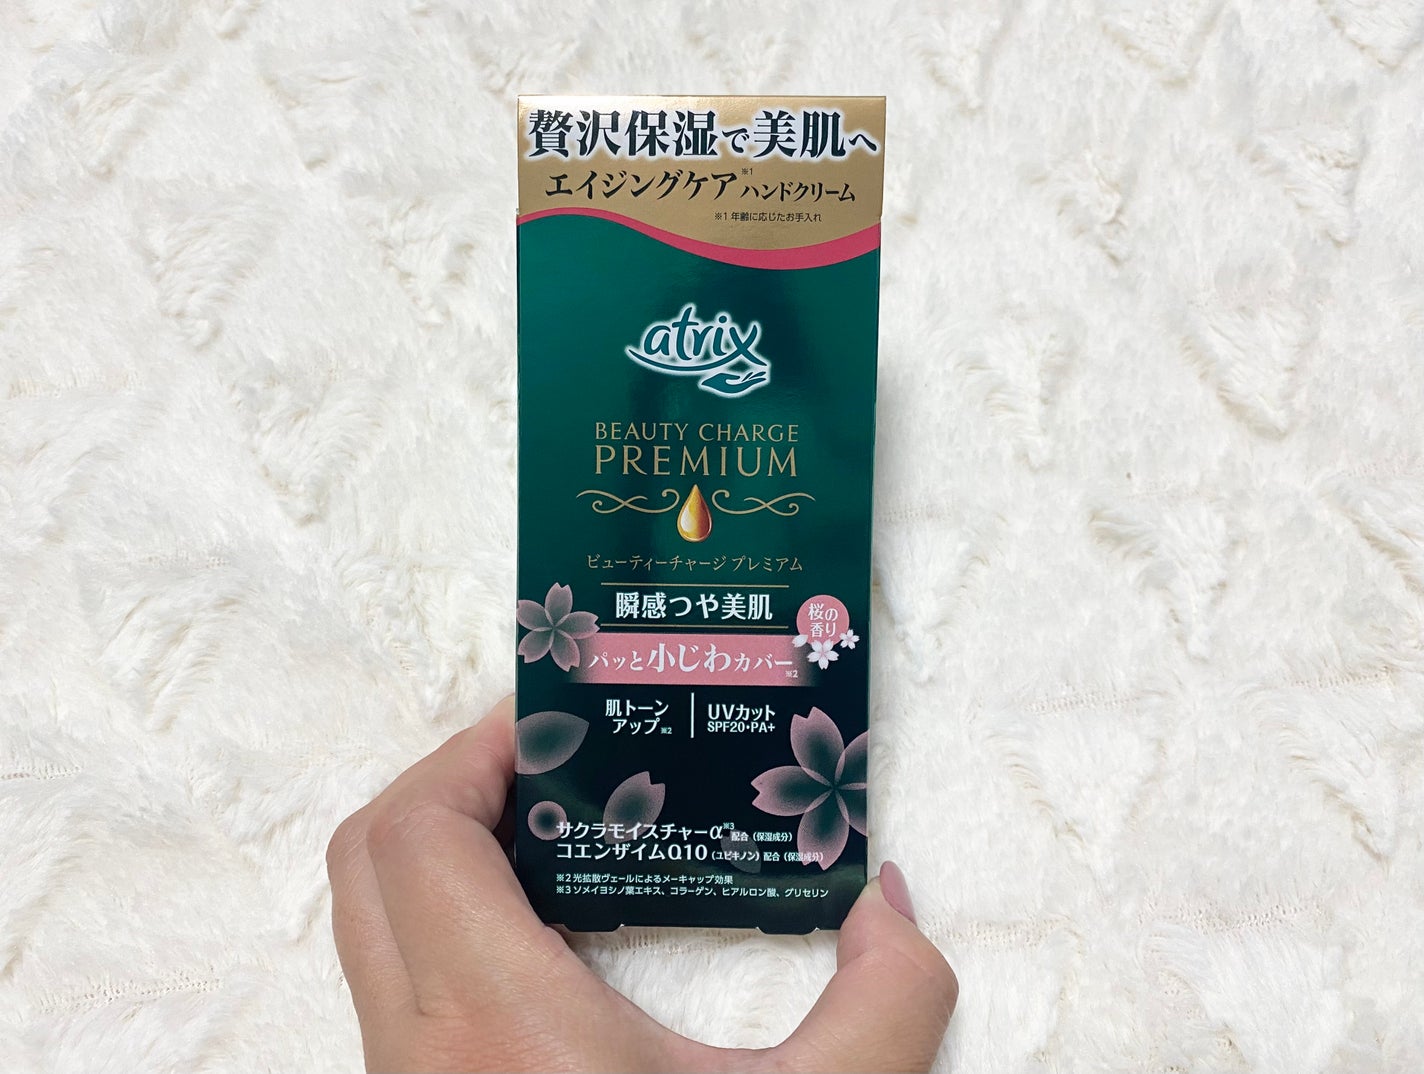 贅沢保湿で美肌へ
エイジングケア※1ハンドクリーム
※1 年齢に応じたお手入れ
atrix
BEAUTY CHARGE
PREMIUM
ビューティーチャージ プレミアム
瞬感つや美肌
桜の
香り
パッと小じわカバー※2
肌トーン
アップ※2
UVカット
SPF20・PA+
サクラモイスチャーα※3配合（保湿成分）
コエンザイムQ10（ユビキノン）配合（保湿成分）
※2 光拡散ヴェールによるメーキャップ効果
※3 ソメイヨシノ葉エキス、コラーゲン、ヒアルロン酸、グリセリン